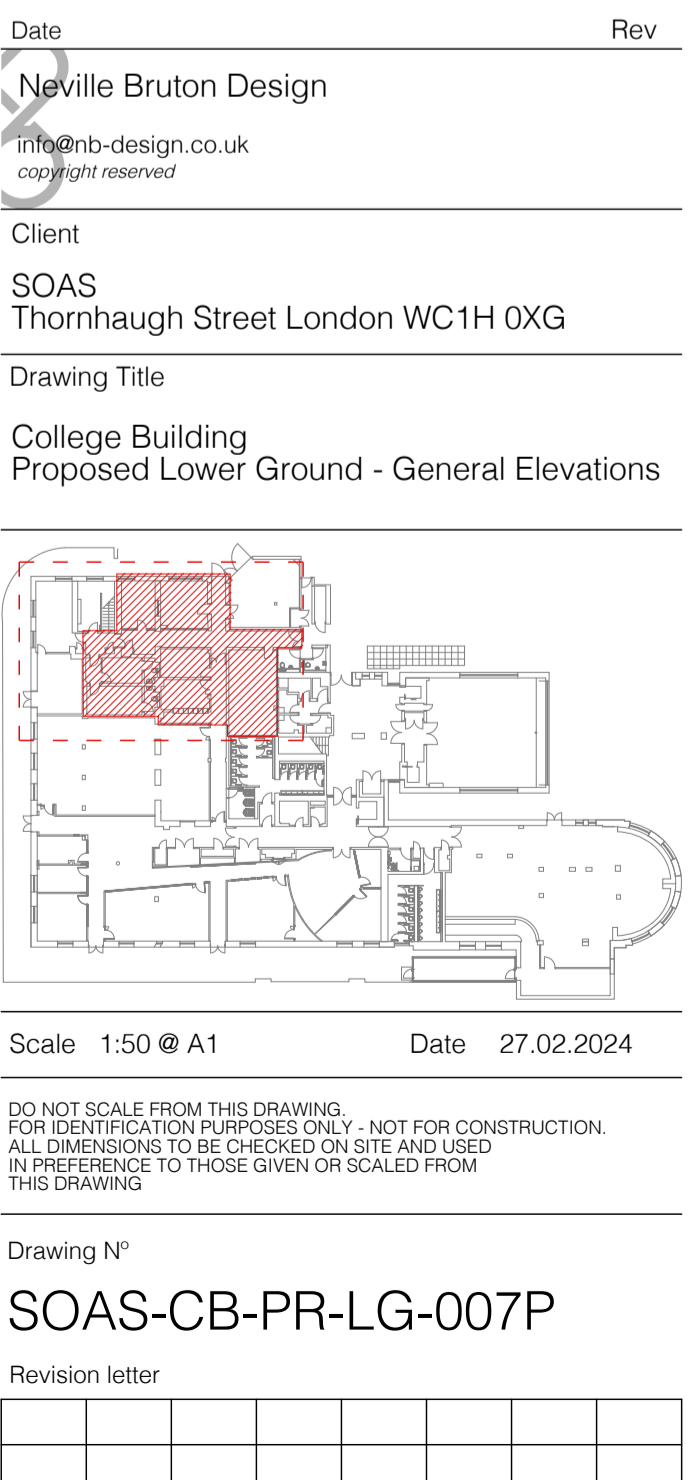 Date Rev
Neville Bruton Design
info@nb-design.co.uk
copyright reserved
Client
SOAS
Thornhaugh Street London WC1H 0XG
Drawing Title
College Building
Proposed Lower Ground - General Elevations
Scale 1:50 @ A1 Date 27.02.2024
DO NOT SCALE FROM THIS DRAWING.
FOR IDENTIFICATION PURPOSES ONLY - NOT FOR CONSTRUCTION.
ALL DIMENSIONS TO BE CHECKED ON SITE AND USED
IN PREFERENCE TO THOSE GIVEN OR SCALED FROM
THIS DRAWING
Drawing Nº
SOAS-CB-PR-LG-007P
Revision letter